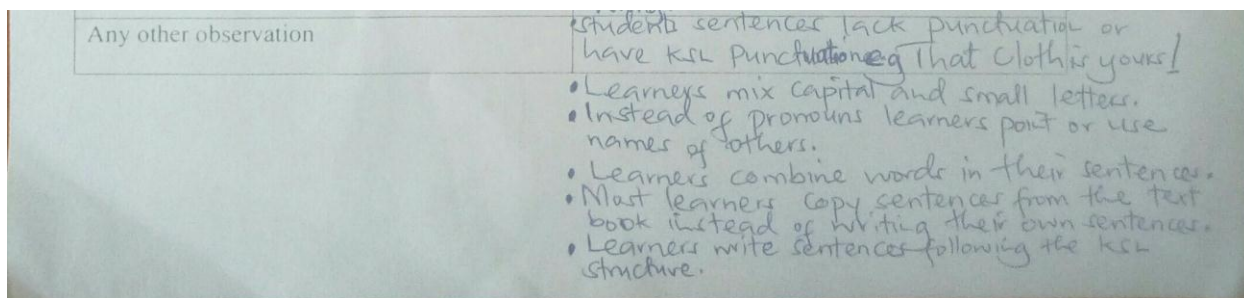 Any other observation
• students sentences lack punctuation or
have KSL Punctuation eg That Cloth is yours!
• Learners mix capital and small letters.
• Instead of pronouns learners point or use
names of others.
• Learners combine words in their sentences.
• Most learners copy sentences from the text
book instead of writing their own sentences.
• Learners write sentences following the KSL
structure.